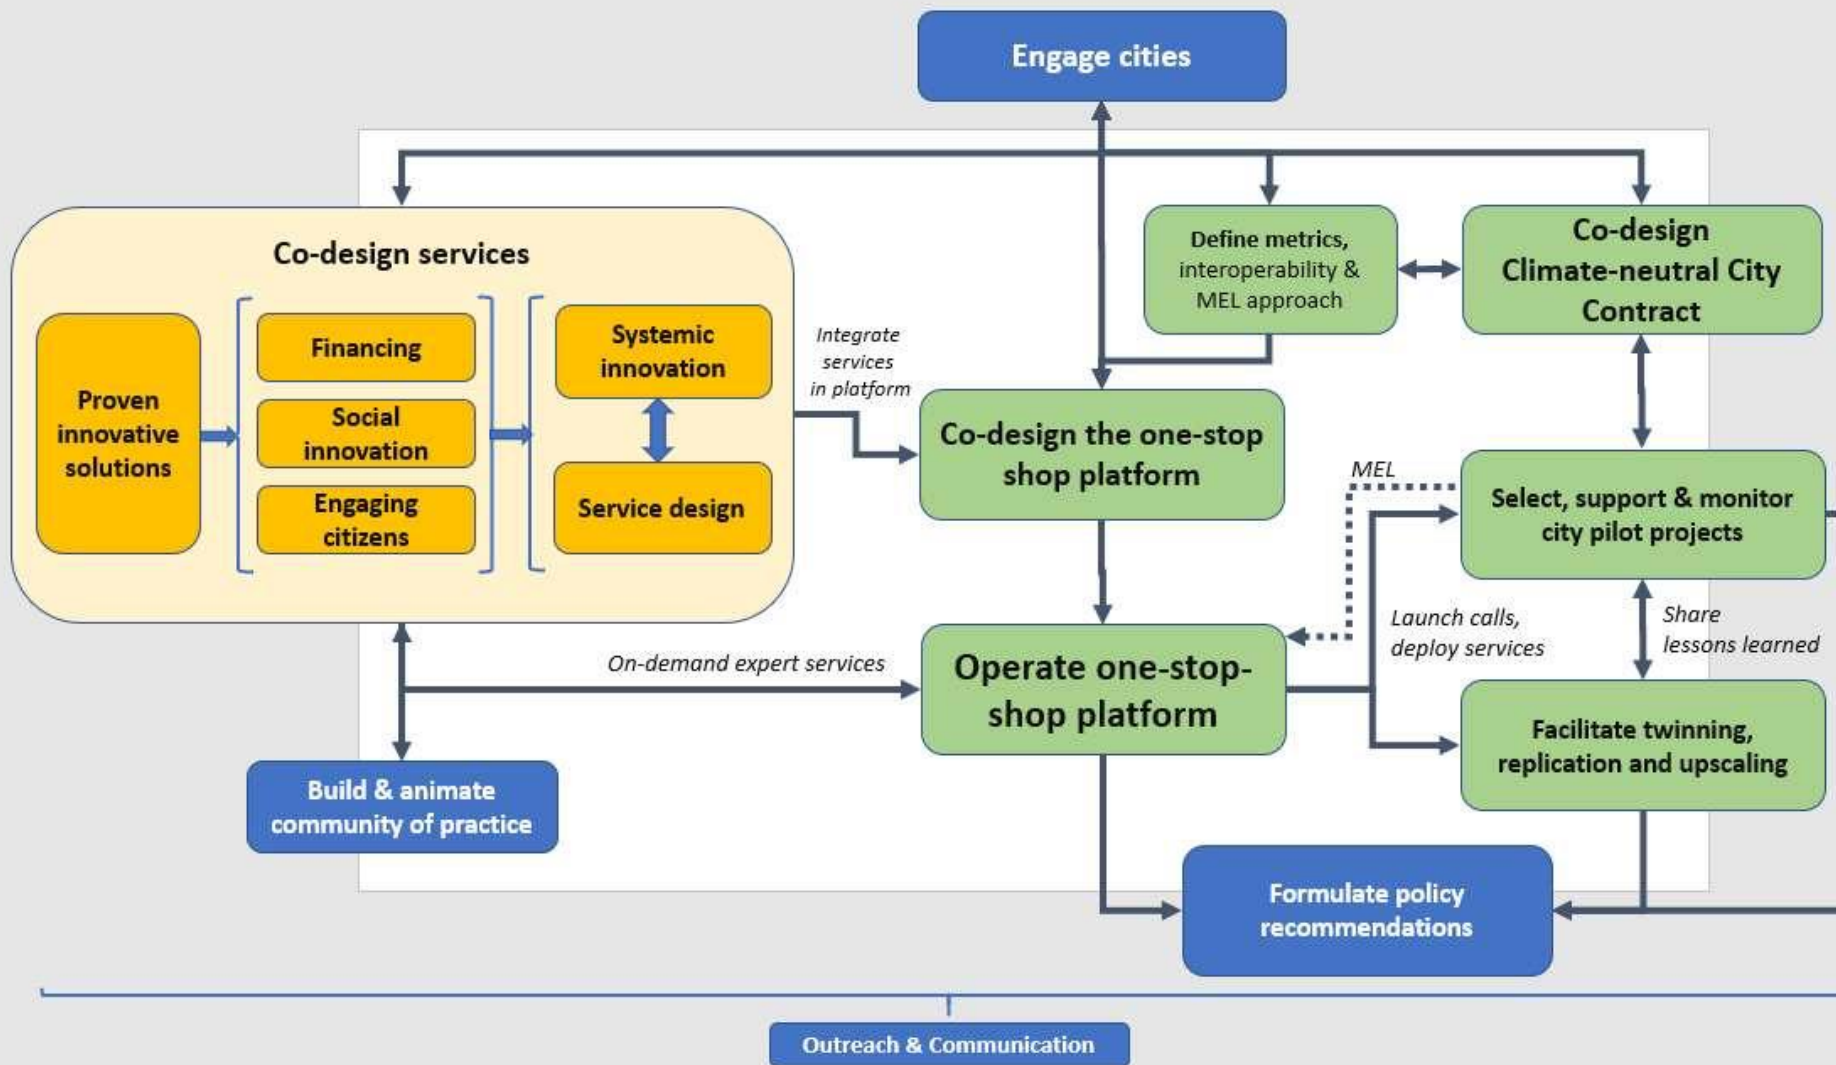 Engage cities
Co-design services
Proven
innovative
solutions
Financing
Social
innovation
Engaging
citizens
Systemic
innovation
Service design
Integrate
services
in platform
Define metrics,
interoperability &
MEL approach
Co-design
Climate-neutral City
Contract
Co-design the one-stop
shop platform
MEL
Select, support & monitor
city pilot projects
Launch calls,
deploy services
Share
lessons learned
On-demand expert services
Operate one-stop-
shop platform
Facilitate twinning,
replication and upscaling
Build & animate
community of practice
Formulate policy
recommendations
Outreach & Communication